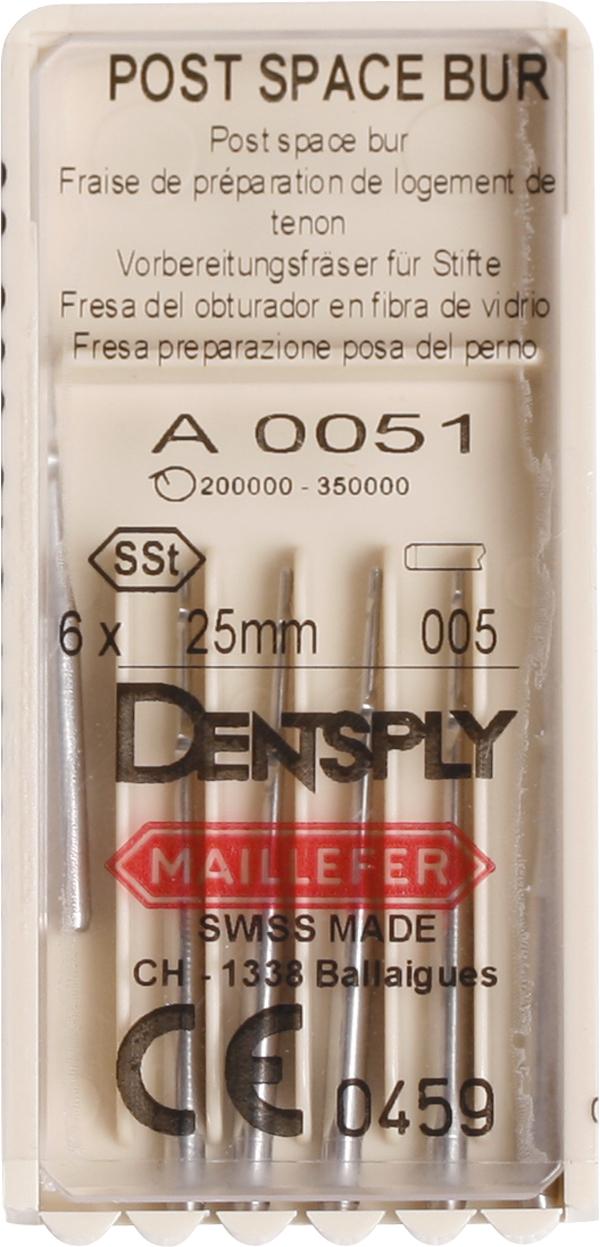 POST SPACE BUR
Post space bur
Fraise de préparation de logement de
tenon
Vorbereitungsfräser für Stifte
Fresa del obturador en fibra de vidrio
Fresa preparazione posa del perno
A 0051
200000 - 350000
SSt
6 x 25mm 005
DENTSPLY
MAILLEFER
SWISS MADE
CH - 1338 Ballaigues
CE 0459